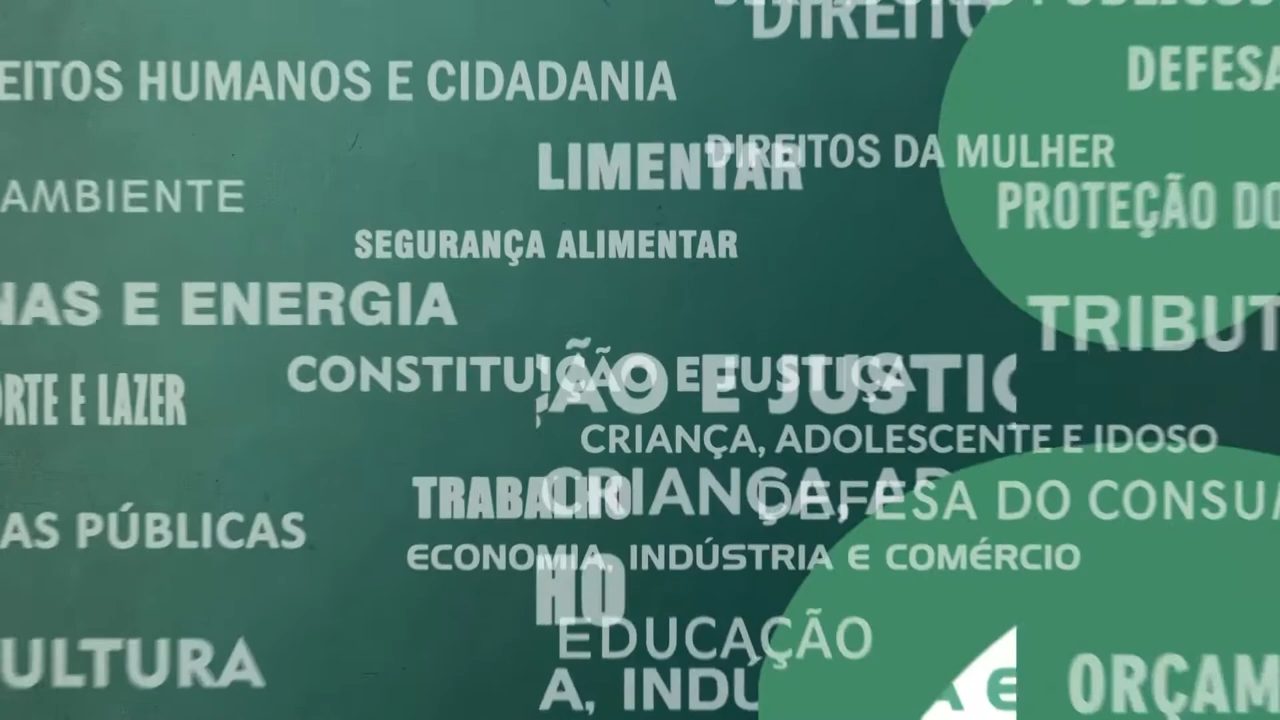 DIREITO
DEFESA
EITOS HUMANOS E CIDADANIA
DIREITOS DA MULHER
LIMENTAR
AMBIENTE
PROTEÇÃO DO
SEGURANÇA ALIMENTAR
NAS E ENERGIA
TRIBUT
CONSTITUIÇÃO E JUSTIÇA
ÃO E JUSTIÇ
ORTE E LAZER
CRIANÇA, ADOLESCENTE E IDOSO
TRABALHO
CRIANÇA, AD
DEFESA DO CONSU
AS PÚBLICAS
ECONOMIA, INDÚSTRIA E COMÉRCIO
HO
EDUCAÇÃO
ULTURA
A, INDÚ
A E
ORÇAM